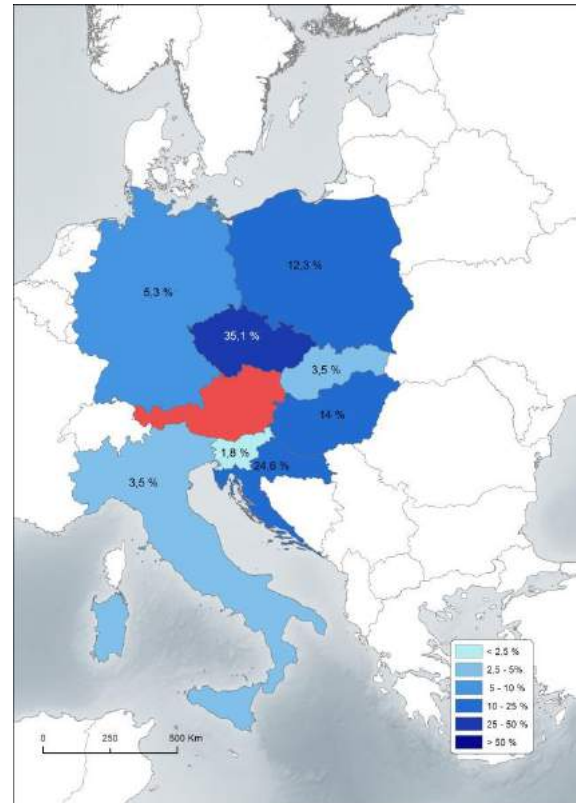 12,3 %
5,3 %
35,1 %
3,5 %
14 %
1,8 %
24,6 %
3,5 %
< 2,5 %
2,5 - 5%
5 - 10 %
10 - 25 %
25 - 50 %
> 50 %
0 250 500 Km